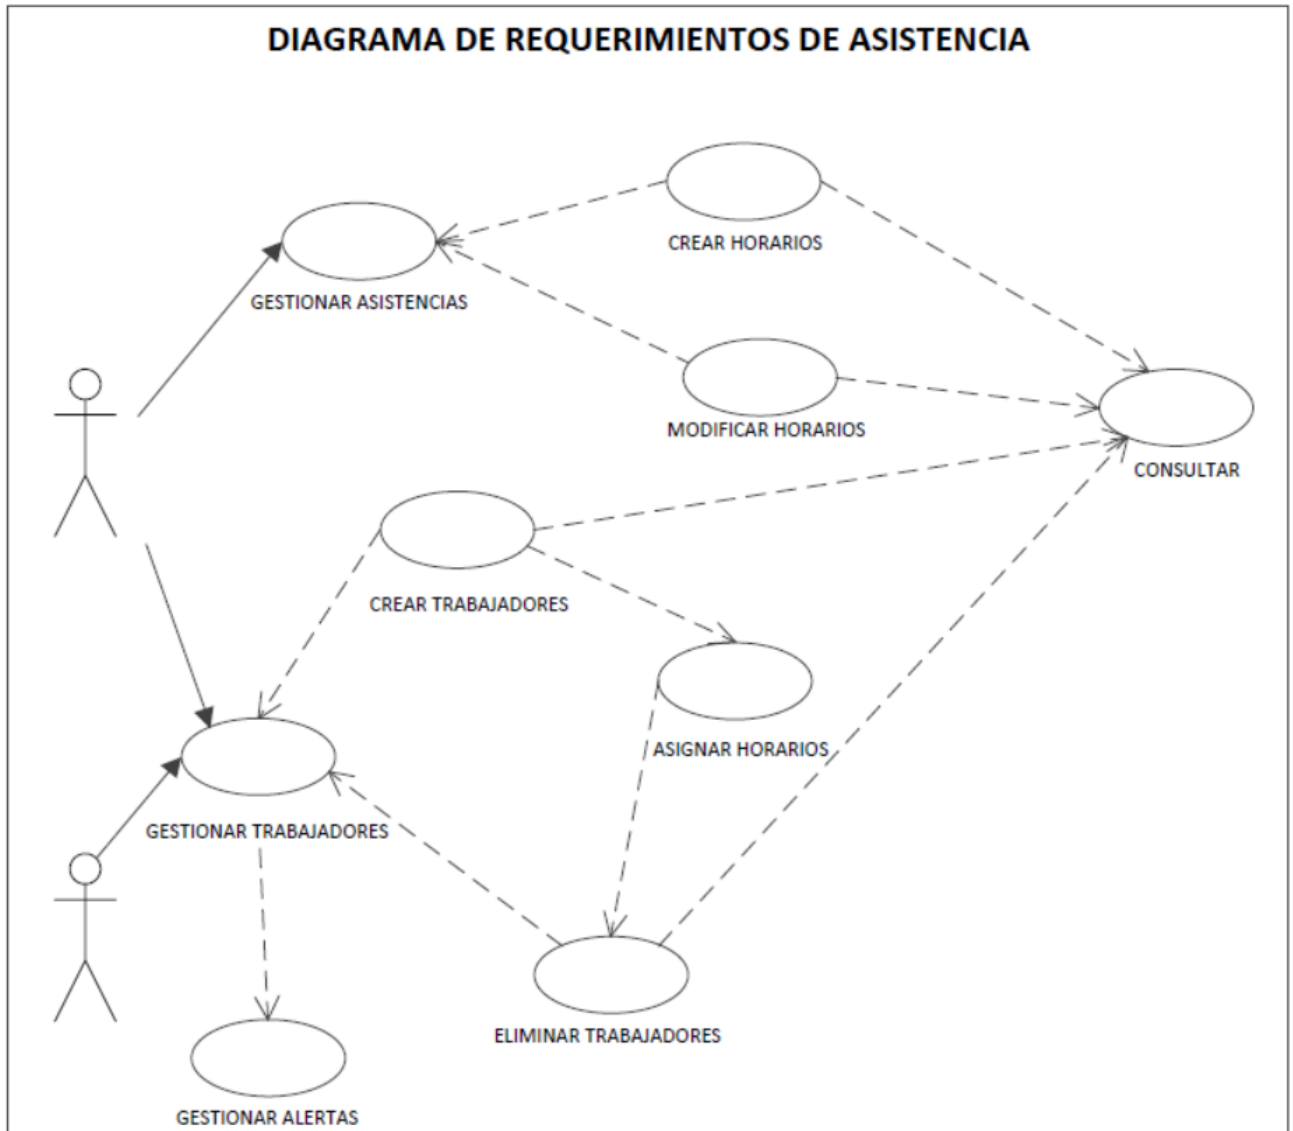 DIAGRAMA DE REQUERIMIENTOS DE ASISTENCIA
CREAR HORARIOS
GESTIONAR ASISTENCIAS
MODIFICAR HORARIOS
CONSULTAR
CREAR TRABAJADORES
ASIGNAR HORARIOS
GESTIONAR TRABAJADORES
ELIMINAR TRABAJADORES
GESTIONAR ALERTAS